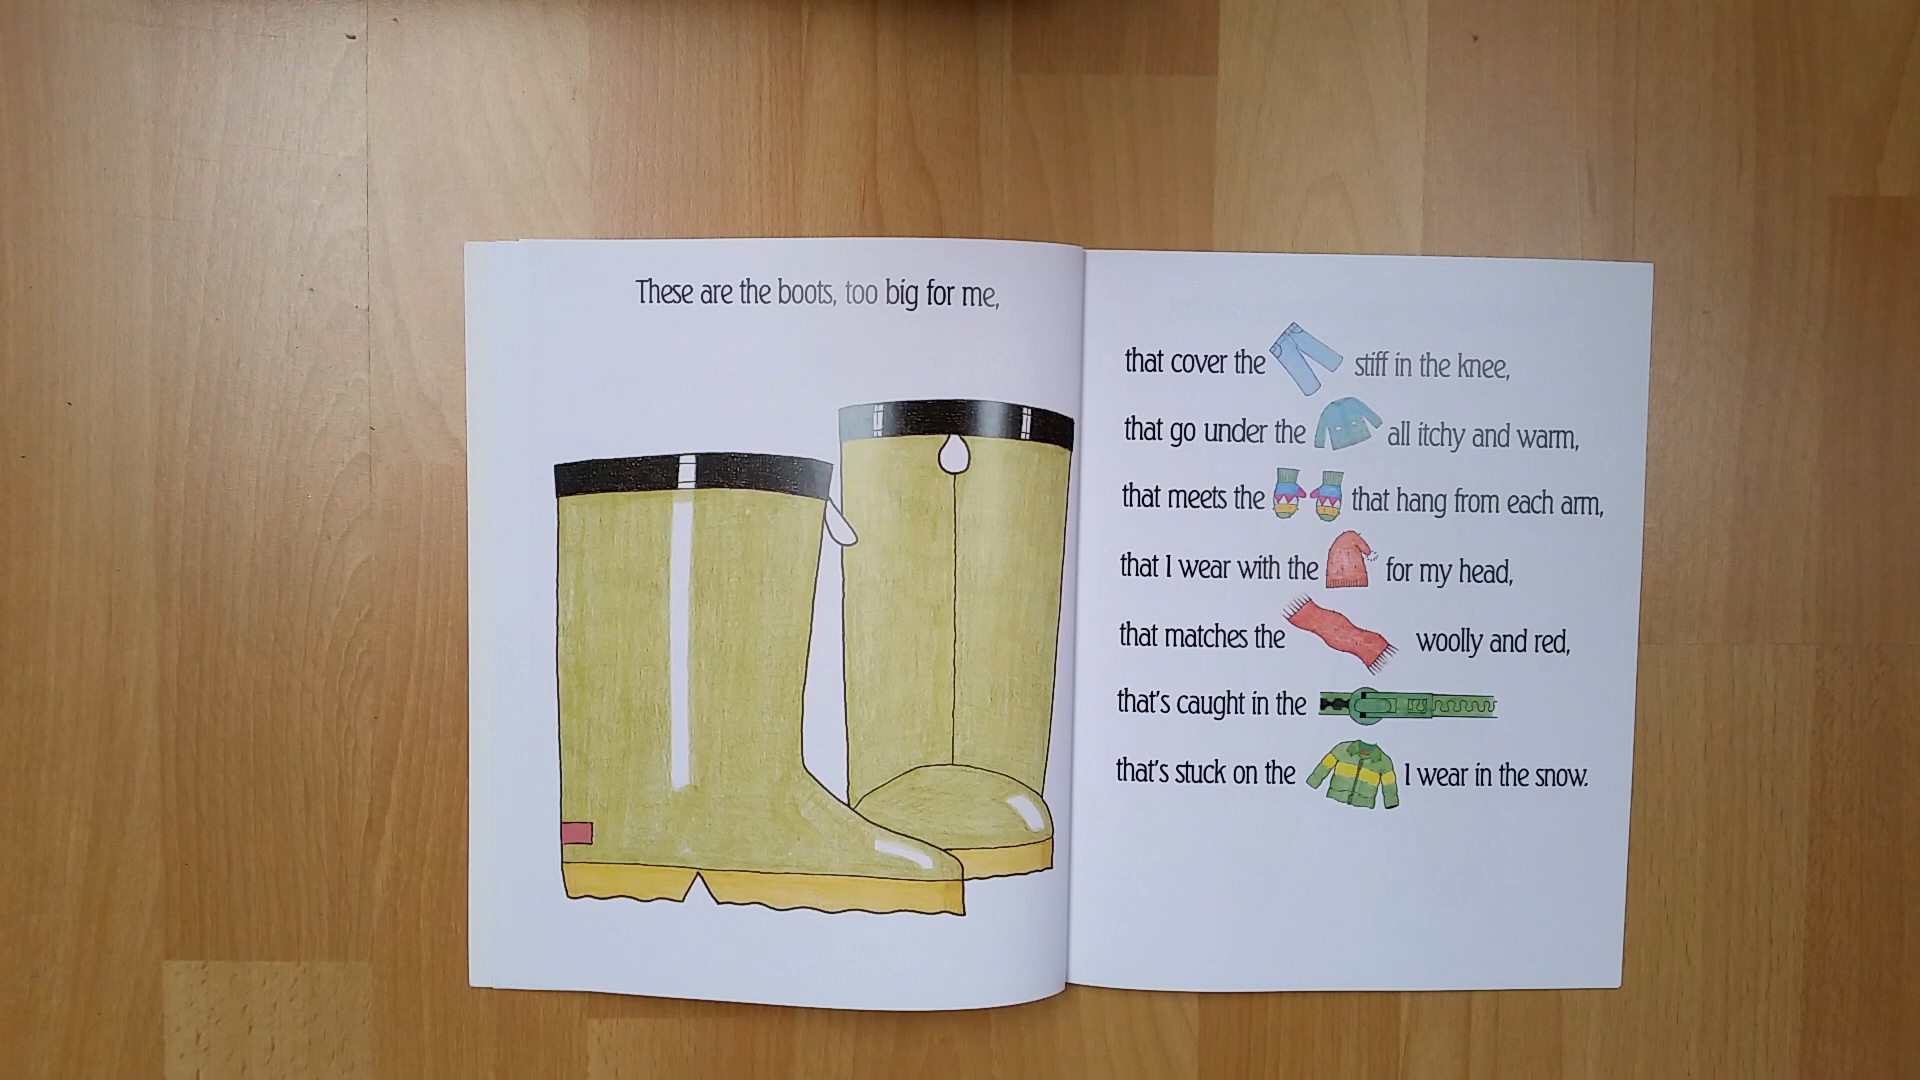 These are the boots, too big for me,
that cover the stiff in the knee,
that go under the all itchy and warm,
that meets the that hang from each arm,
that I wear with the for my head,
that matches the woolly and red,
that's caught in the
that's stuck on the I wear in the snow.